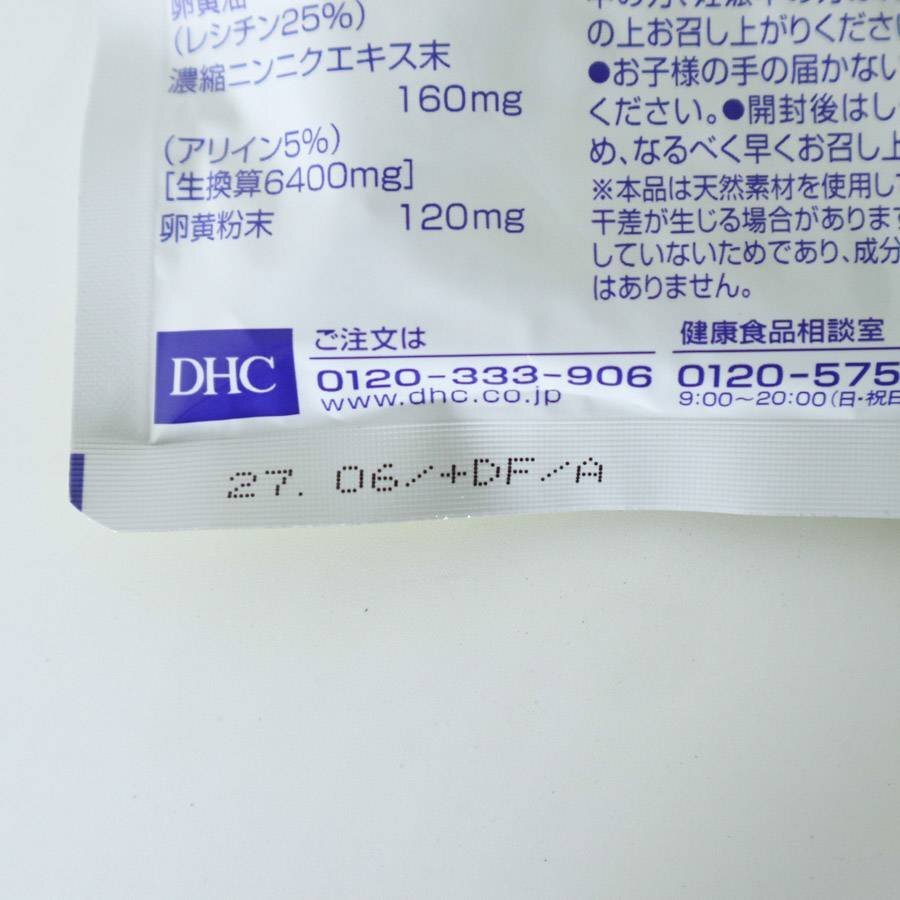 卵黄油
(レシチン25%)
濃縮ニンニクエキス末
160mg
(アリイン5%)
[生換算6400mg]
卵黄粉末 120mg
の上お召し上がりくださ
●お子様の手の届かない
ください。●開封後はし
め、なるべく早くお召し上
※本品は天然素材を使用して
干差が生じる場合があります
していないためであり、成分
はありません。
DHC
ご注文は
0120-333-906
www.dhc.co.jp
健康食品相談室
0120-575
9:00〜20:00(日・祝日
27. 06/+DF/A